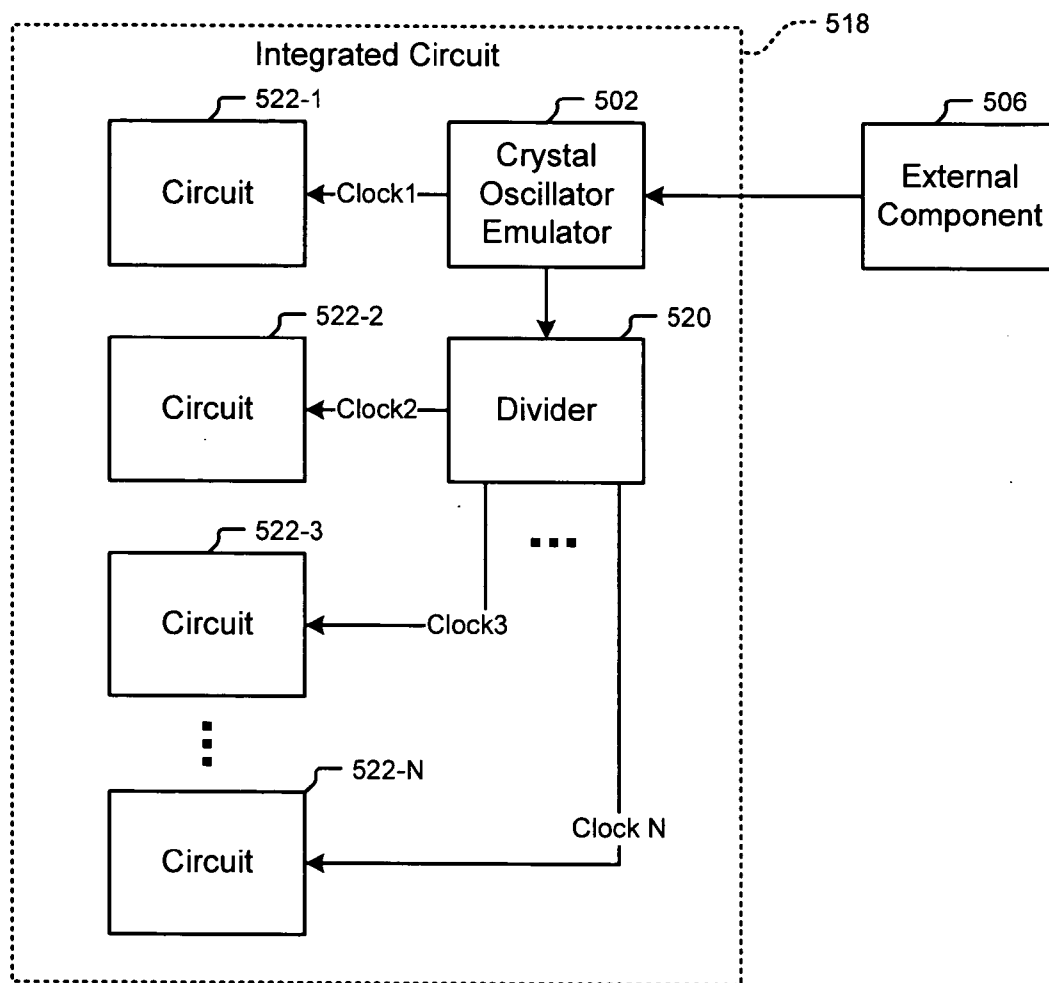 518
Integrated Circuit
522-1
502
506
Circuit
Clock1
Crystal
Oscillator
Emulator
External
Component
522-2
520
Circuit
Clock2
Divider
522-3
Circuit
Clock3
522-N
Circuit
Clock N